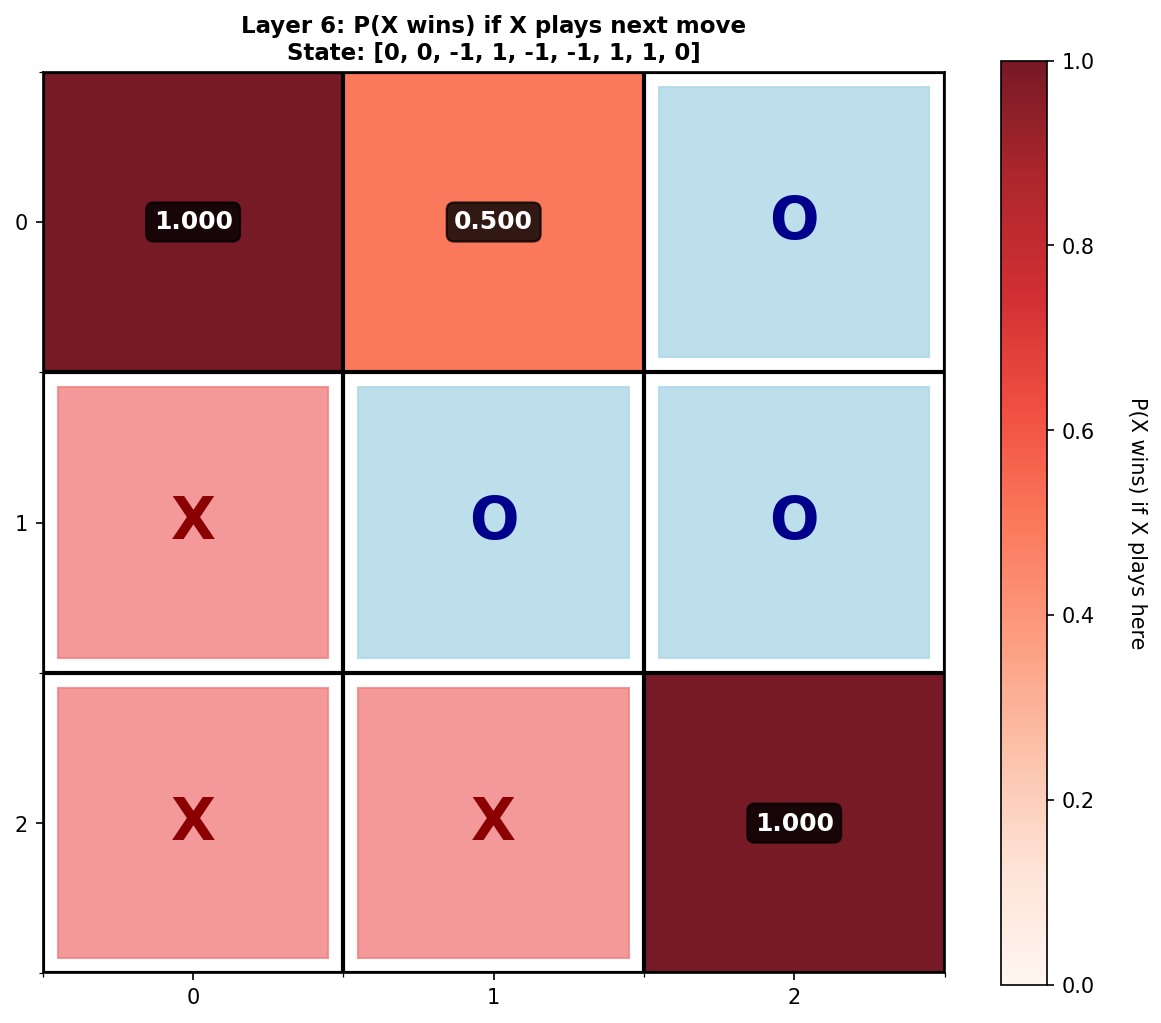 Layer 6: P(X wins) if X plays next move
State: [0, 0, -1, 1, -1, -1, 1, 1, 0]
1.0
0 1.000 0.500 O
0.8
0.6
1 X O O
P(X wins) if X plays here
0.4
0.2
2 X X 1.000
0.0
0 1 2